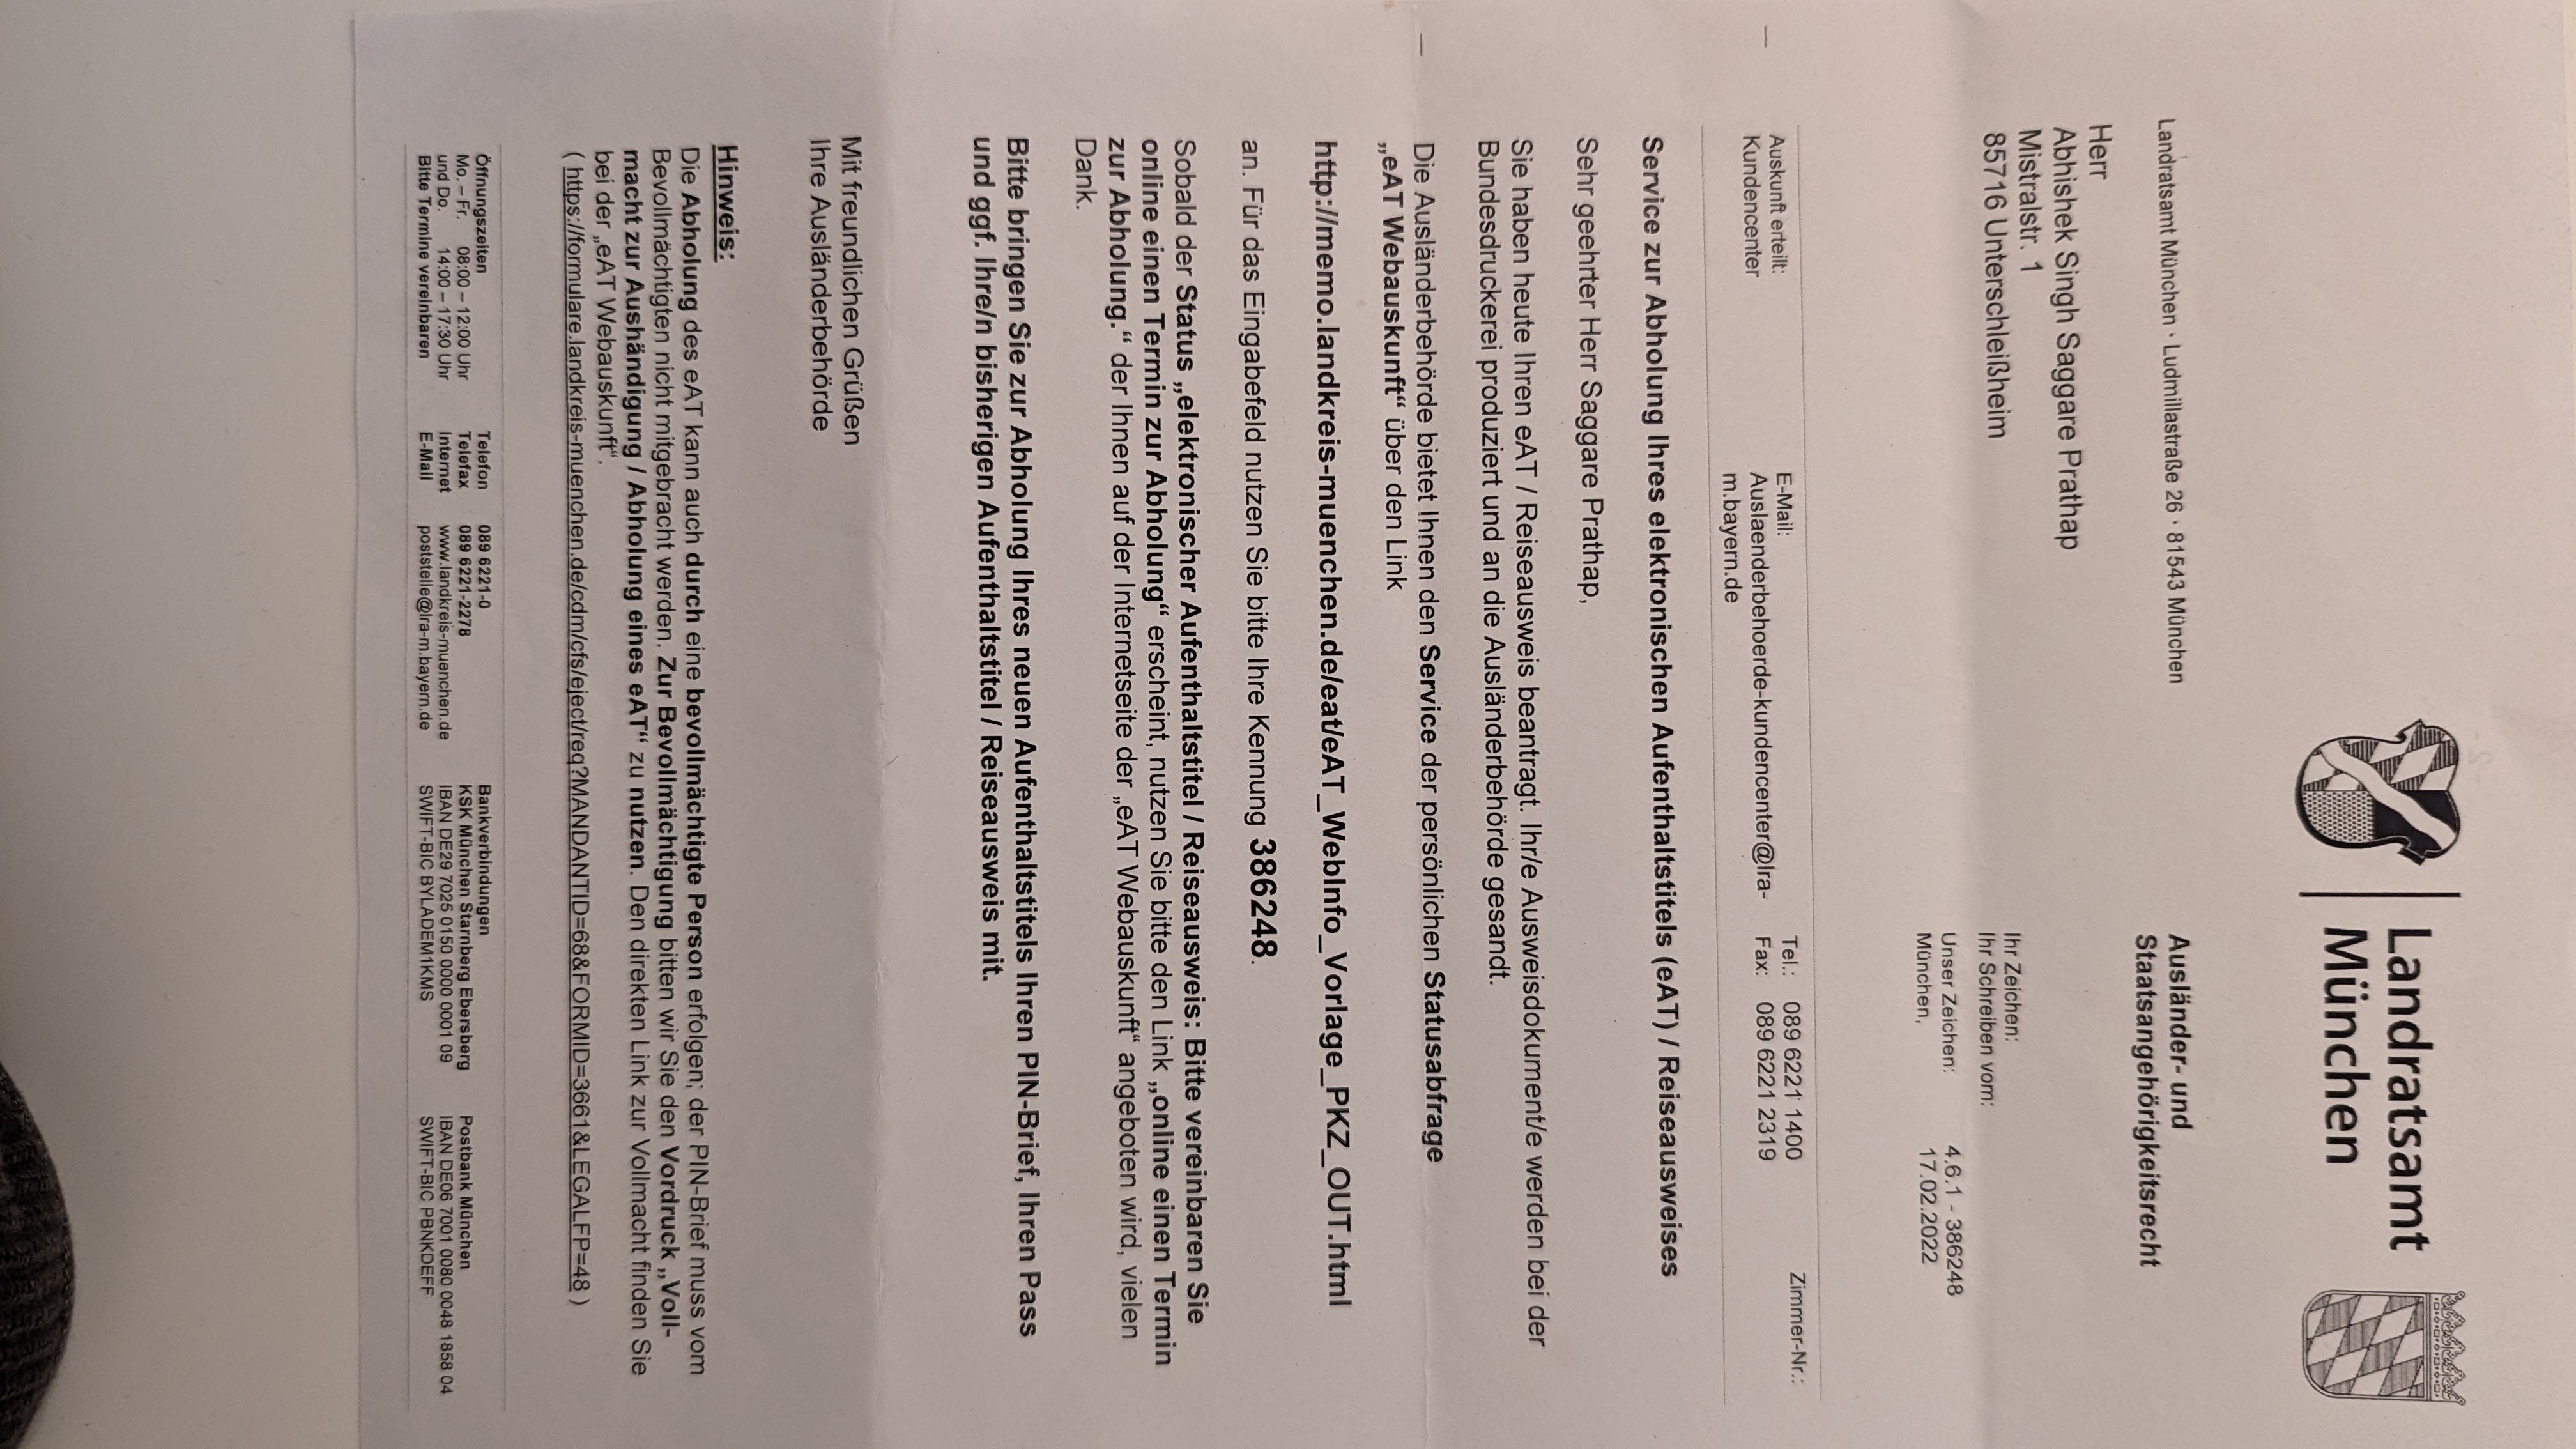 Landratsamt
München
Ausländer- und
Staatsangehörigkeitsrecht
Landratsamt München · Ludmillastraße 26 · 81543 München
Herr
Abhishek Singh Saggare Prathap
Mistralstr. 1
85716 Unterschleißheim
Ihr Zeichen:
Ihr Schreiben vom:
Unser Zeichen: 4.6.1 - 386248
München, 17.02.2022
Auskunft erteilt: E-Mail: Tel.: 089 6221 1400 Zimmer-Nr.:
Kundencenter Auslaenderbehoerde-kundencenter@lra- Fax: 089 6221 2319
m.bayern.de
Service zur Abholung Ihres elektronischen Aufenthaltstitels (eAT) / Reiseausweises
Sehr geehrter Herr Saggare Prathap,
Sie haben heute Ihren eAT / Reiseausweis beantragt. Ihr/e Ausweisdokument/e werden bei der
Bundesdruckerei produziert und an die Ausländerbehörde gesandt.
Die Ausländerbehörde bietet Ihnen den Service der persönlichen Statusabfrage
„eAT Webauskunft“ über den Link
http://memo.landkreis-muenchen.de/eat/eAT_WebInfo_Vorlage_PKZ_OUT.html
an. Für das Eingabefeld nutzen Sie bitte Ihre Kennung 386248.
Sobald der Status „elektronischer Aufenthaltstitel / Reiseausweis: Bitte vereinbaren Sie
online einen Termin zur Abholung“ erscheint, nutzen Sie bitte den Link „online einen Termin
zur Abholung.“ der Ihnen auf der Internetseite der „eAT Webauskunft“ angeboten wird, vielen
Dank.
Bitte bringen Sie zur Abholung Ihres neuen Aufenthaltstitels Ihren PIN-Brief, Ihren Pass
und ggf. Ihre/n bisherigen Aufenthaltstitel / Reiseausweis mit.
Mit freundlichen Grüßen
Ihre Ausländerbehörde
Hinweis:
Die Abholung des eAT kann auch durch eine bevollmächtigte Person erfolgen; der PIN-Brief muss vom
Bevollmächtigten nicht mitgebracht werden. Zur Bevollmächtigung bitten wir Sie den Vordruck „Voll-
macht zur Aushändigung / Abholung eines eAT“ zu nutzen. Den direkten Link zur Vollmacht finden Sie
bei der „eAT Webauskunft“.
( https://formulare.landkreis-muenchen.de/cdm/cfs/eject/req?MANDANTID=68&FORMID=3661&LEGALFP=48 )
Öffnungszeiten Telefon 089 6221-0 Bankverbindungen
Mo. – Fr. 08:00 – 12:00 Uhr Telefax 089 6221-2278 KSK München Starnberg Ebersberg Postbank München
und Do. 14:00 – 17:30 Uhr Internet www.landkreis-muenchen.de IBAN DE29 7025 0150 0000 0001 09 IBAN DE06 7001 0080 0048 1858 04
Bitte Termine vereinbaren E-Mail poststelle@lra-m.bayern.de SWIFT-BIC BYLADEM1KMS SWIFT-BIC PBNKDEFF